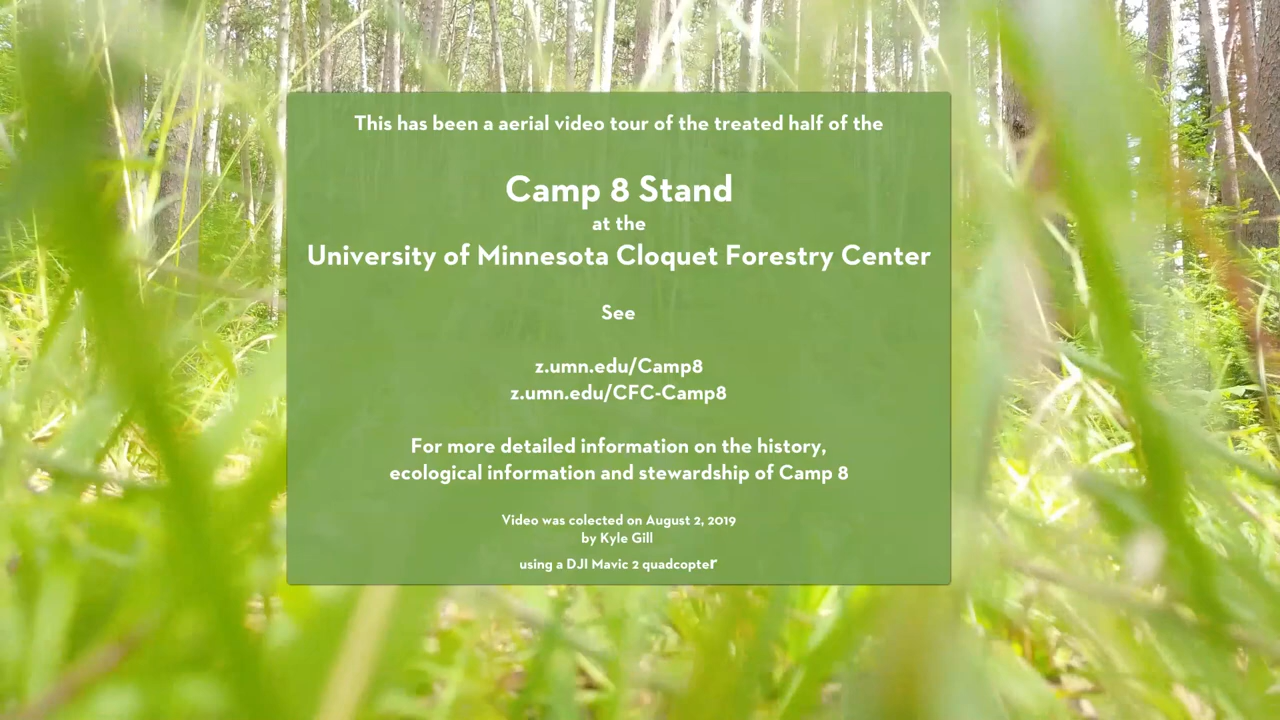 This has been a aerial video tour of the treated half of the
Camp 8 Stand
at the
University of Minnesota Cloquet Forestry Center
See
z.umn.edu/Camp8
z.umn.edu/CFC-Camp8
For more detailed information on the history,
ecological information and stewardship of Camp 8
Video was colected on August 2, 2019
by Kyle Gill
using a DJI Mavic 2 quadcopter